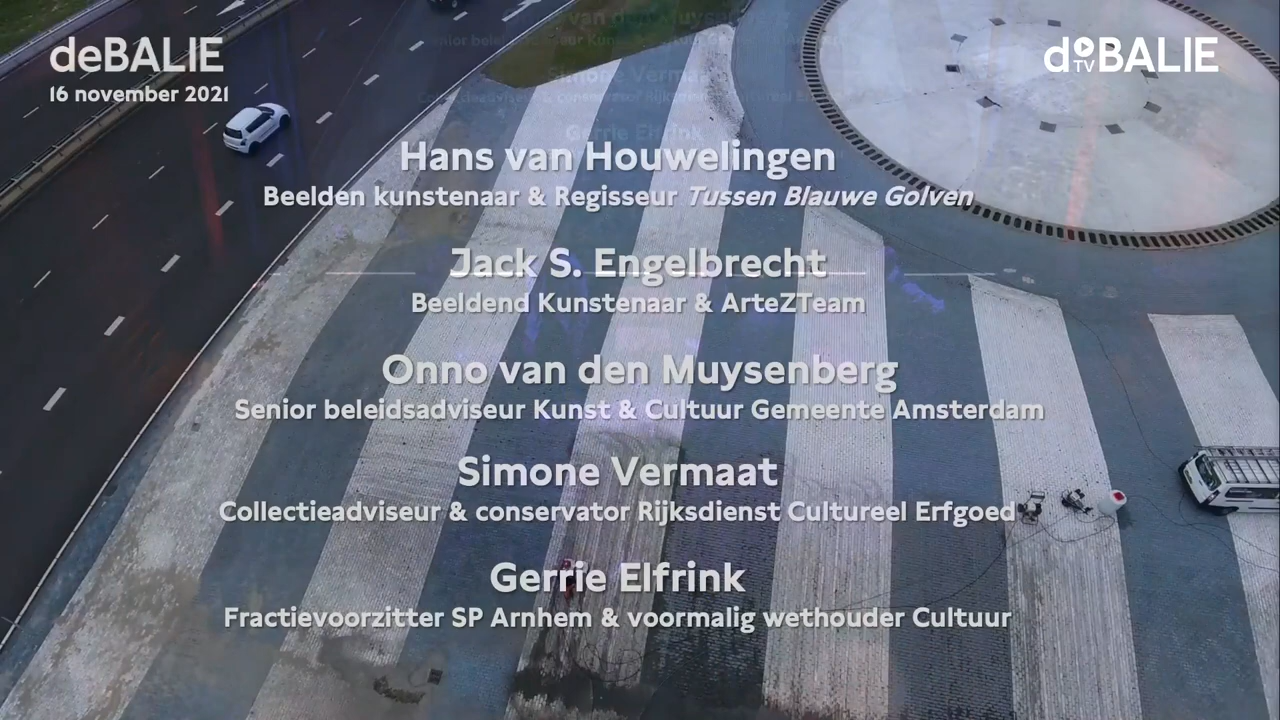 deBALIE
16 november 2021
deBALIE
TV
Hans van Houwelingen
Beelden kunstenaar & Regisseur Tussen Blauwe Golven
Jack S. Engelbrecht
Beeldend Kunstenaar & ArteZTeam
Onno van den Muysenberg
Senior beleidsadviseur Kunst & Cultuur Gemeente Amsterdam
Simone Vermaat
Collectieadviseur & conservator Rijksdienst Cultureel Erfgoed
Gerrie Elfrink
Fractievoorzitter SP Arnhem & voormalig wethouder Cultuur